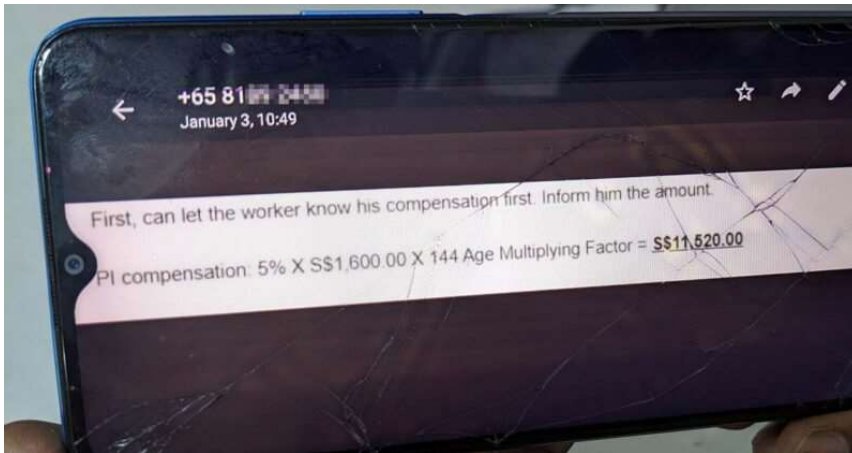 +65 81
January 3, 10:49
First, can let the worker know his compensation first. Inform him the amount.
PI compensation: 5% X S$1,600.00 X 144 Age Multiplying Factor = S$11,520.00